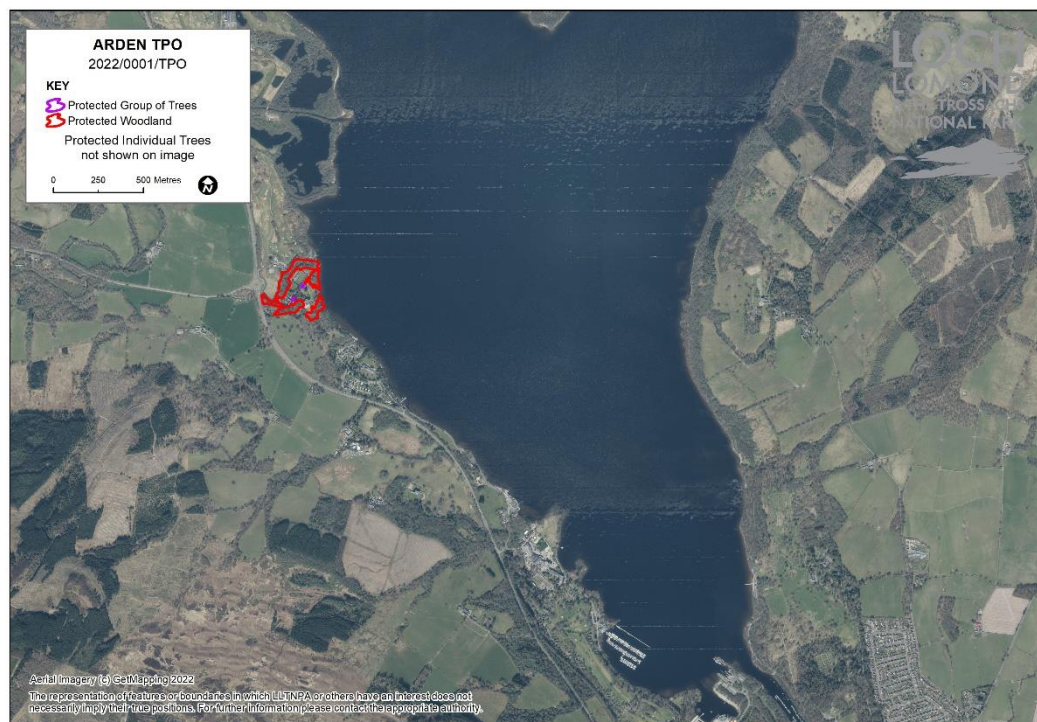 ARDEN TPO
2022/0001/TPO
KEY
Protected Group of Trees
Protected Woodland
Protected Individual Trees
not shown on image
0 250 500 Metres
N
LOCH
LOMOND
TROSSACHS
NATIONAL PARK
Aerial Imagery (c) GetMapping 2022
The representation of features or boundaries in which LLTNPA or others have an interest does not
necessarily imply their true positions. For further information please contact the appropriate authority.